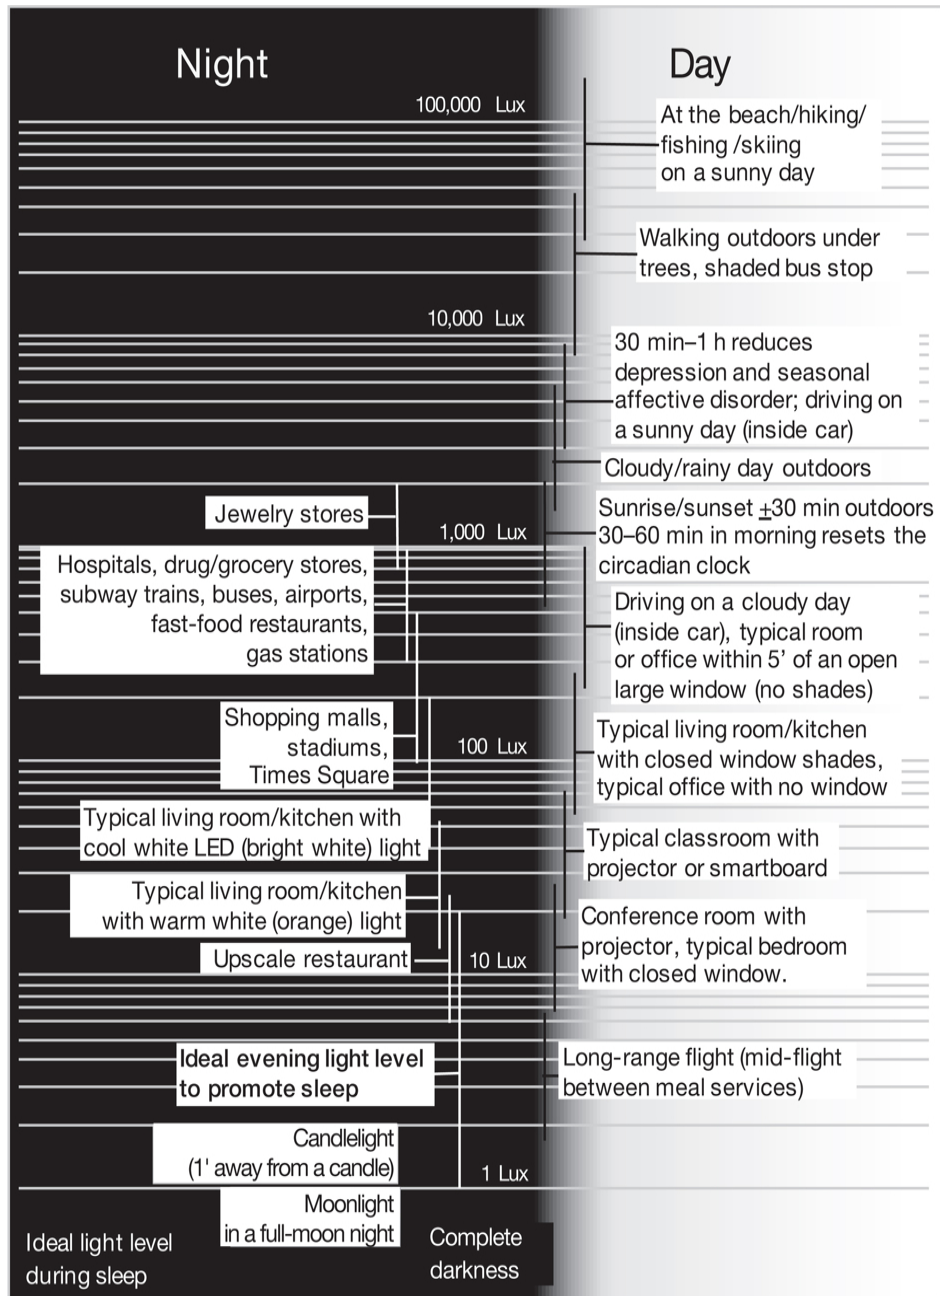 Night
Day
100,000 Lux
At the beach/hiking/
fishing /skiing
on a sunny day
Walking outdoors under
trees, shaded bus stop
10,000 Lux
30 min–1 h reduces
depression and seasonal
affective disorder; driving on
a sunny day (inside car)
Cloudy/rainy day outdoors
Jewelry stores
1,000 Lux
Sunrise/sunset ±30 min outdoors
30–60 min in morning resets the
circadian clock
Hospitals, drug/grocery stores,
subway trains, buses, airports,
fast-food restaurants,
gas stations
Driving on a cloudy day
(inside car), typical room
or office within 5’ of an open
large window (no shades)
Shopping malls,
stadiums,
Times Square
100 Lux
Typical living room/kitchen
with closed window shades,
typical office with no window
Typical living room/kitchen with
cool white LED (bright white) light
Typical classroom with
projector or smartboard
Typical living room/kitchen
with warm white (orange) light
Conference room with
projector, typical bedroom
with closed window.
Upscale restaurant
10 Lux
Ideal evening light level
to promote sleep
Long-range flight (mid-flight
between meal services)
Candlelight
(1' away from a candle)
1 Lux
Moonlight
in a full-moon night
Ideal light level
during sleep
Complete
darkness